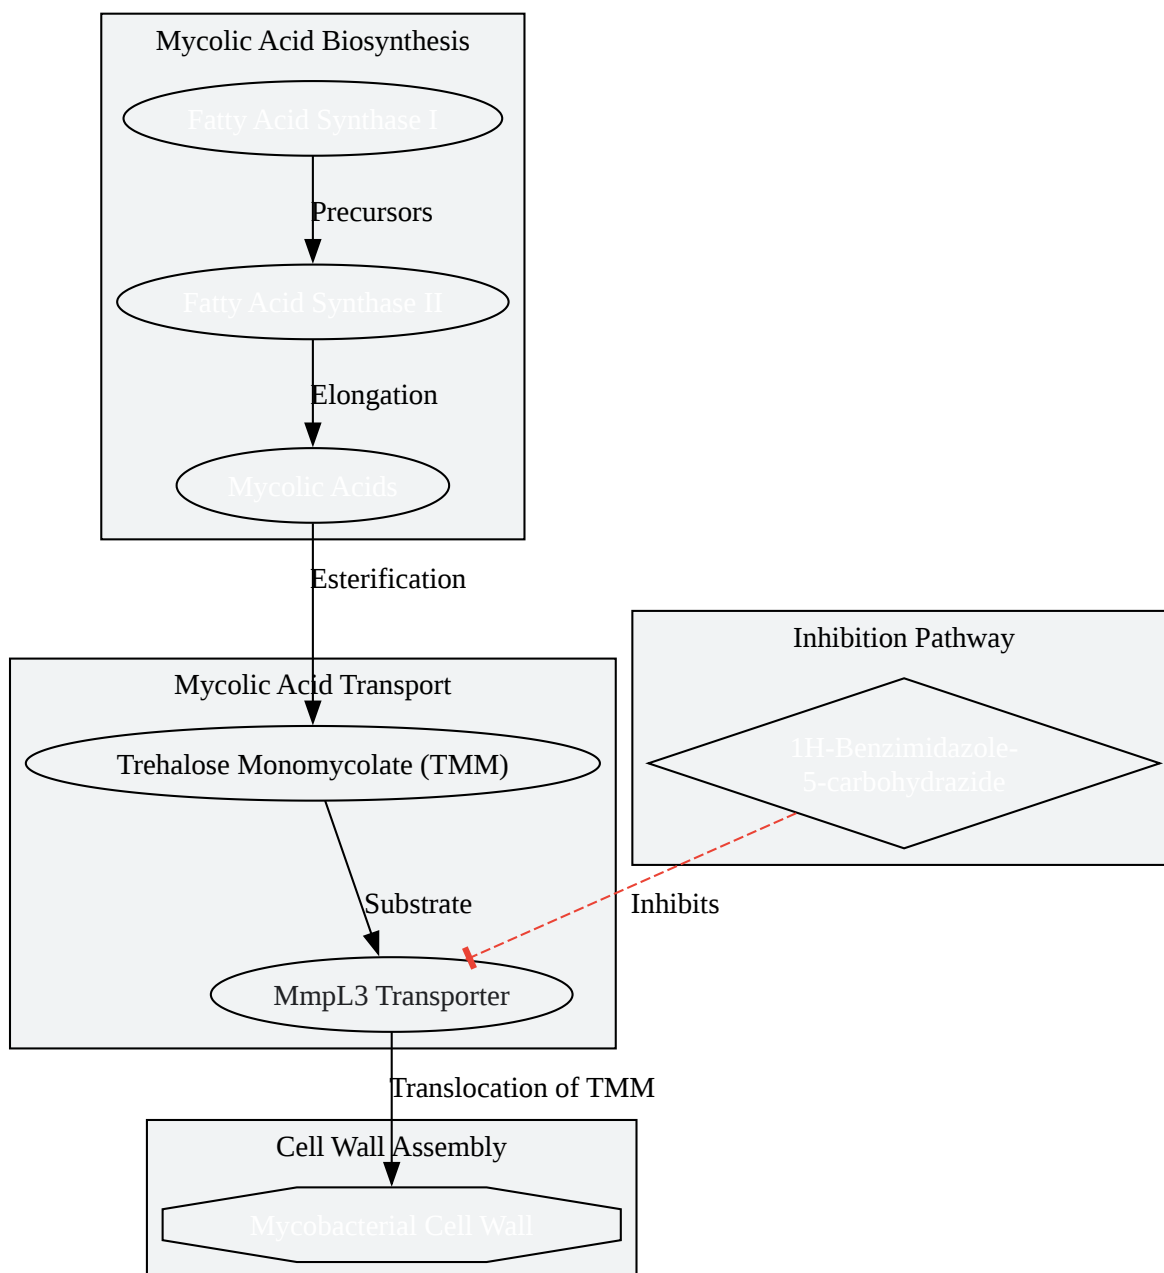 Mycolic Acid Biosynthesis
Fatty Acid Synthase I
Precursors
Fatty Acid Synthase II
Elongation
Mycolic Acids
Esterification
Inhibition Pathway
Mycolic Acid Transport
1H-Benzimidazole-
5-carbohydrazide
Trehalose Monomycolate (TMM)
Substrate
Inhibits
MmpL3 Transporter
Translocation of TMM
Cell Wall Assembly
Mycobacterial Cell Wall